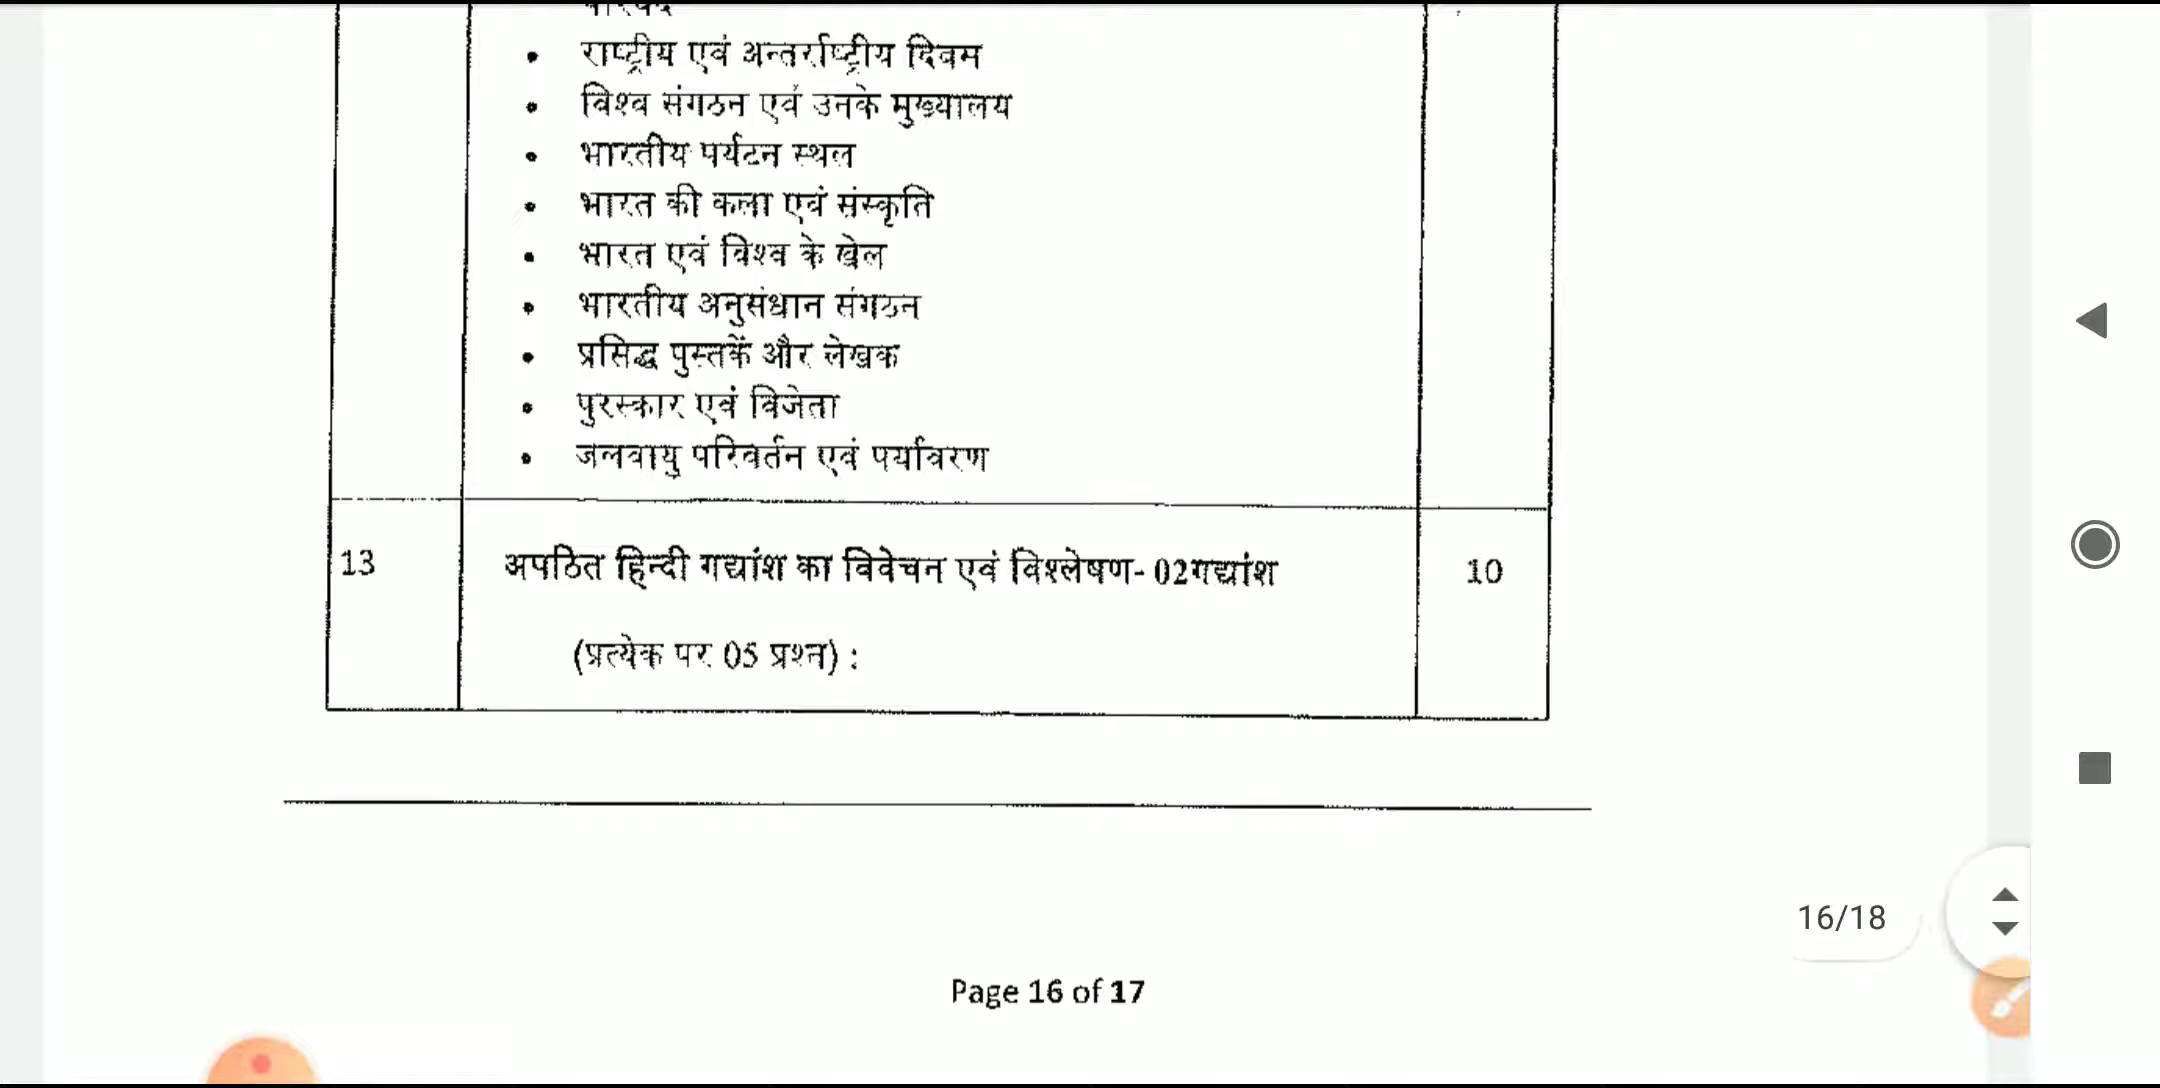 • राष्ट्रीय एवं अन्तर्राष्ट्रीय दिवस
• विश्व संगठन एवं उनके मुख्यालय
• भारतीय पर्यटन स्थल
• भारत की कला एवं संस्कृति
• भारत एवं विश्व के खेल
• भारतीय अनुसंधान संगठन
• प्रसिद्ध पुस्तकें और लेखक
• पुरस्कार एवं विजेता
• जलवायु परिवर्तन एवं पर्यावरण
13 अपठित हिन्दी गद्यांश का विवेचन एवं विश्लेषण- 02गद्यांश 10
(प्रत्येक पर 05 प्रश्न) :
16/18
Page 16 of 17